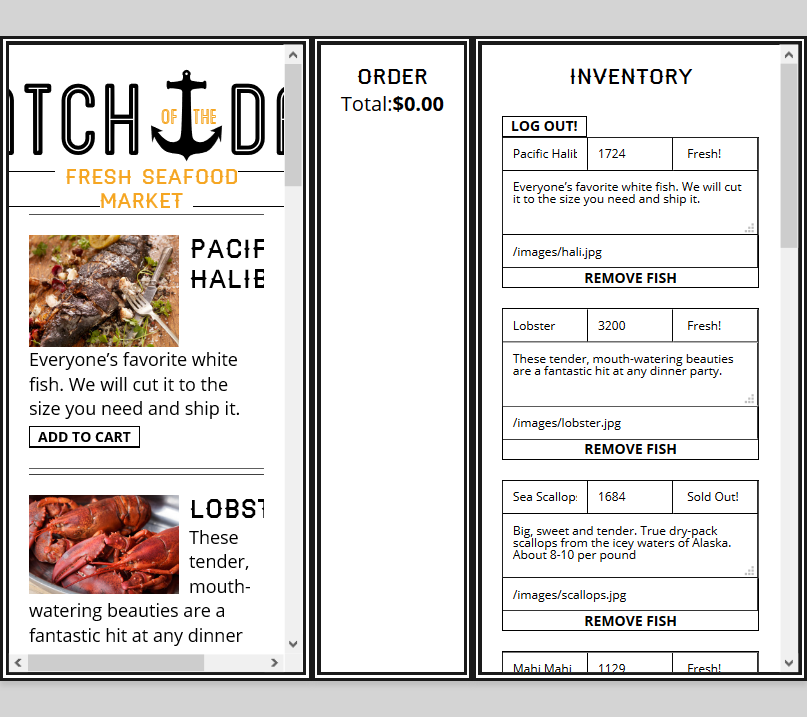 ATCH OF THE DA
FRESH SEAFOOD
MARKET
PACIF
HALIB
Everyone’s favorite white
fish. We will cut it to the
size you need and ship it.
ADD TO CART
LOBST
These
tender,
mouth-
watering beauties are a
fantastic hit at any dinner
ORDER
Total:$0.00
INVENTORY
LOG OUT!
Pacific Halib 1724 Fresh!
Everyone’s favorite white fish. We will cut
it to the size you need and ship it.
/images/hali.jpg
REMOVE FISH
Lobster 3200 Fresh!
These tender, mouth-watering beauties
are a fantastic hit at any dinner party.
/images/lobster.jpg
REMOVE FISH
Sea Scallops 1684 Sold Out!
Big, sweet and tender. True dry-pack
scallops from the icey waters of Alaska.
About 8-10 per pound
/images/scallops.jpg
REMOVE FISH
Mahi Mahi 1129 Fresh!